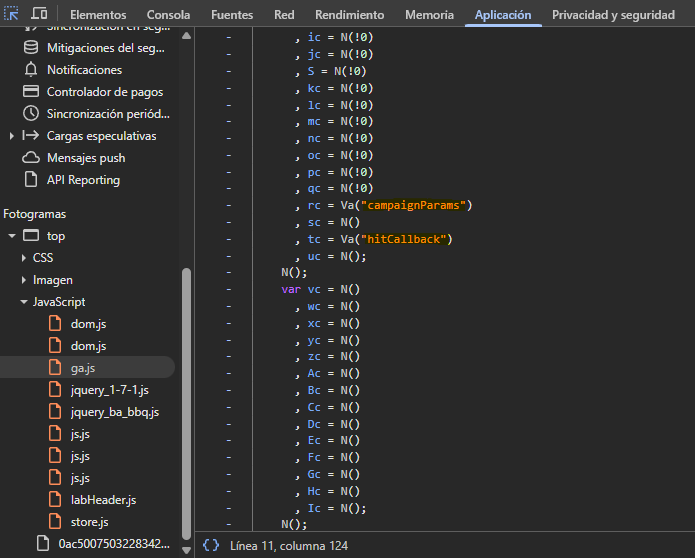 Elementos Consola Fuentes Red Rendimiento Memoria Aplicación Privacidad y seguridad
Sincronización en seg...
Mitigaciones del seg...
Notificaciones
Controlador de pagos
Sincronización periód...
Cargas especulativas
Mensajes push
API Reporting
Fotogramas
top
CSS
Imagen
JavaScript
dom.js
dom.js
ga.js
jquery_1-7-1.js
jquery_ba_bbq.js
js.js
js.js
js.js
labHeader.js
store.js
0ac5007503228342...
- , ic = N(!0)
- , jc = N(!0)
- , S = N(!0)
- , kc = N(!0)
- , lc = N(!0)
- , mc = N(!0)
- , nc = N(!0)
- , oc = N(!0)
- , pc = N(!0)
- , qc = N(!0)
- , rc = Va("campaignParams")
- , sc = N()
- , tc = Va("hitCallback")
- , uc = N();
- N();
- var vc = N()
- , wc = N()
- , xc = N()
- , yc = N()
- , zc = N()
- , Ac = N()
- , Bc = N()
- , Cc = N()
- , Dc = N()
- , Ec = N()
- , Fc = N()
- , Gc = N()
- , Hc = N()
- , Ic = N();
- N();
{} Línea 11, columna 124